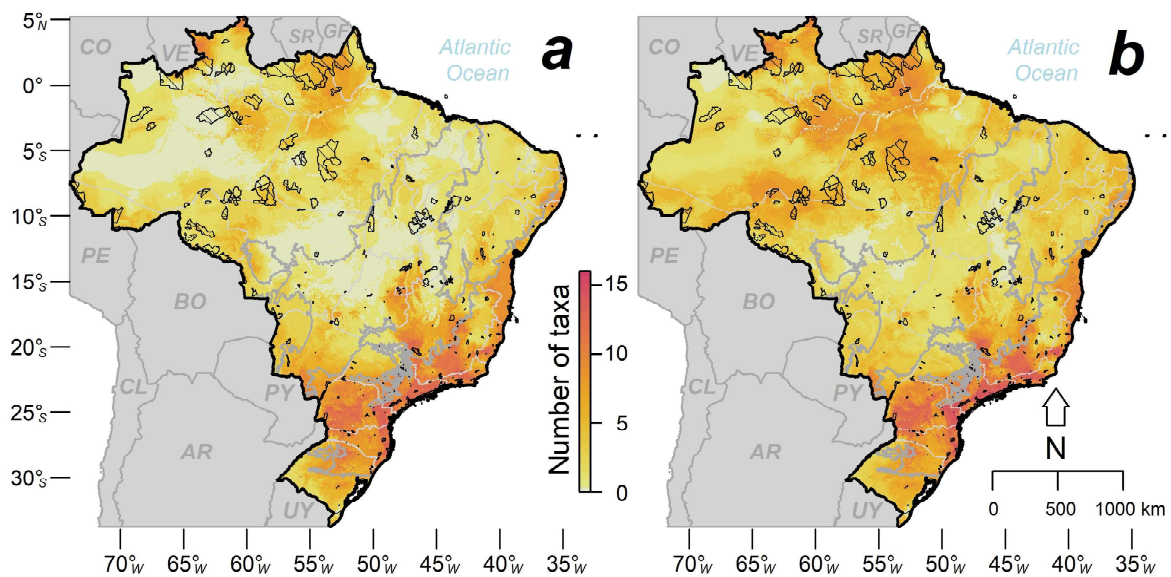 5°N
0°
5°S
10°S
15°S
20°S
25°S
30°S
CO
VE
SR
GF
Atlantic
Ocean
a
PE
BO
CL
PY
AR
UY
Number of taxa
15
10
5
0
70°W 65°W 60°W 55°W 50°W 45°W 40°W 35°W
CO
VE
SR
GF
Atlantic
Ocean
b
PE
BO
CL
PY
AR
UY
N
0 500 1000 km
70°W 65°W 60°W 55°W 50°W 45°W 40°W 35°W